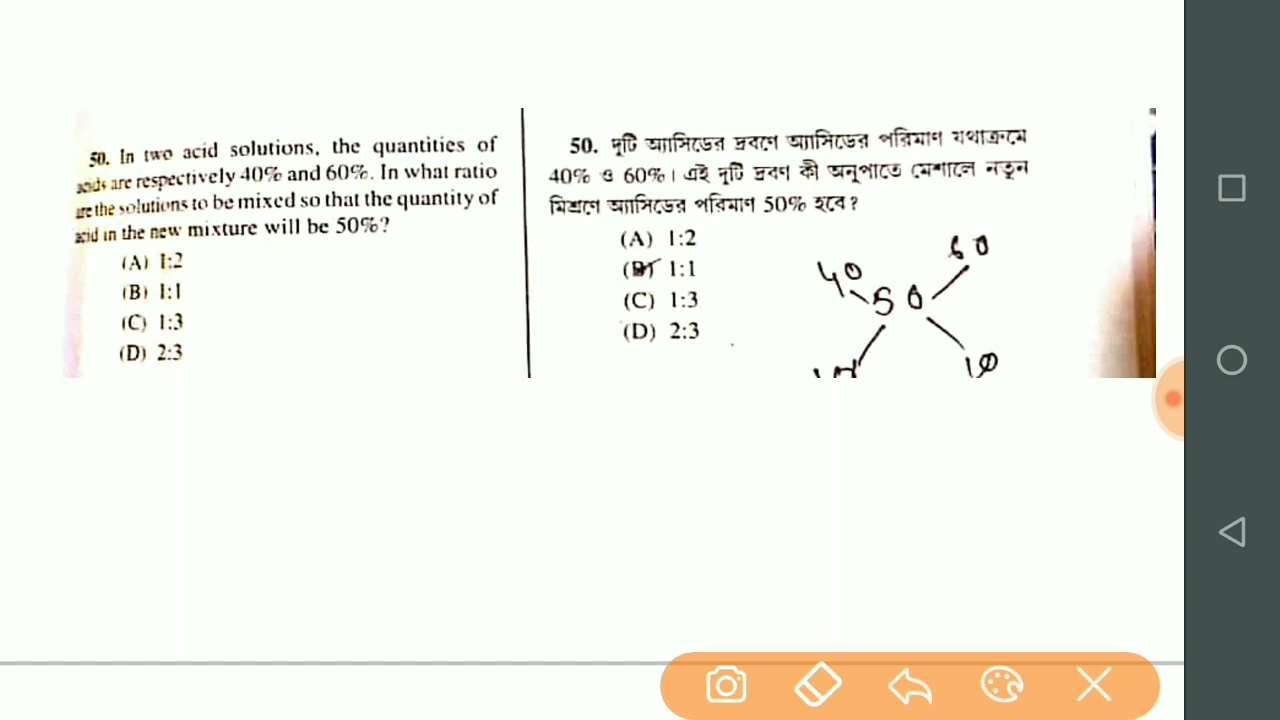 50. In two acid solutions, the quantities of
acids are respectively 40% and 60%. In what ratio
are the solutions to be mixed so that the quantity of
acid in the new mixture will be 50%?
(A) 1:2
(B) 1:1
(C) 1:3
(D) 2:3
50. দুটি অ্যাসিডের দ্রবণে অ্যাসিডের পরিমাণ যথাক্রমে
40% ও 60%। এই দুটি দ্রবণ কী অনুপাতে মেশালে নতুন
মিশ্রণে অ্যাসিডের পরিমাণ 50% হবে?
(A) 1:2
(B) 1:1
(C) 1:3
(D) 2:3
40 60
50
10 10